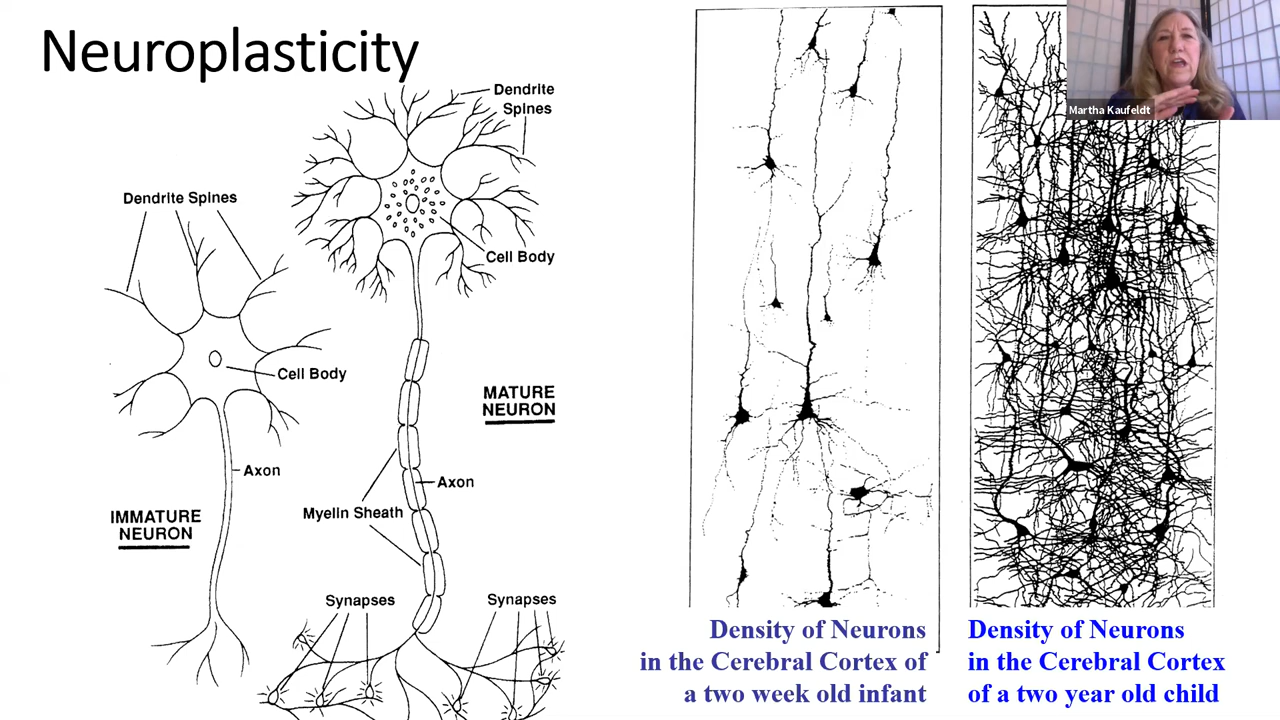 Neuroplasticity
Dendrite
Spines
Dendrite Spines
Cell Body
Cell Body
MATURE
NEURON
Axon
Axon
Myelin Sheath
IMMATURE
NEURON
Synapses
Synapses
Martha Kaufeldt
Density of Neurons
in the Cerebral Cortex of
a two week old infant
Density of Neurons
in the Cerebral Cortex
of a two year old child